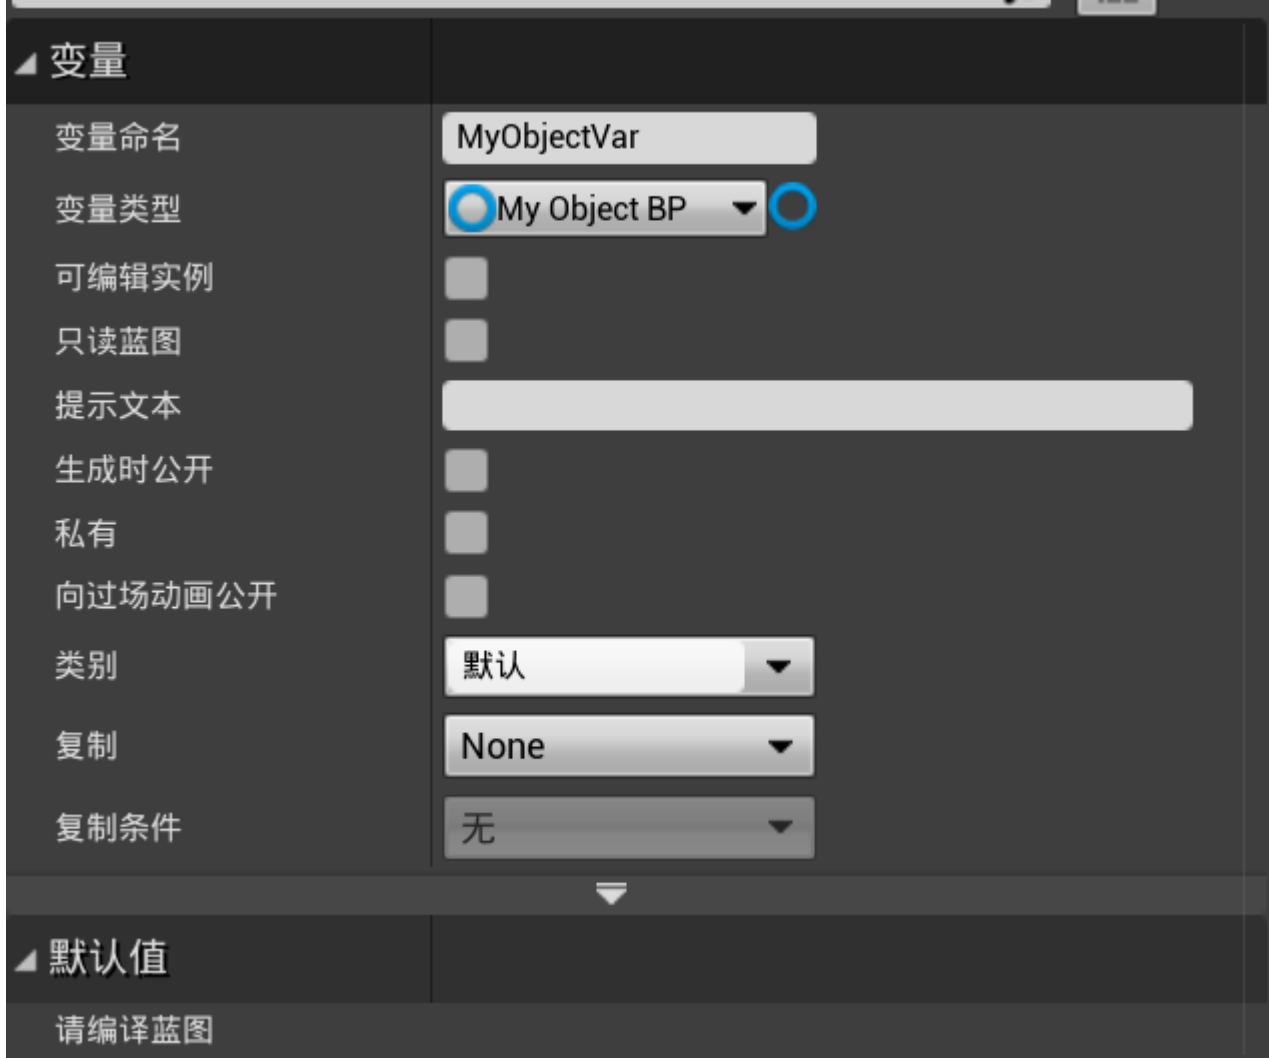 变量
变量命名 MyObjectVar
变量类型 My Object BP
可编辑实例
只读蓝图
提示文本
生成时公开
私有
向过场动画公开
类别 默认
复制 None
复制条件 无
默认值
请编译蓝图